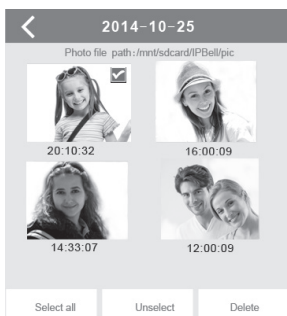 2014-10-25
Photo file path:/mnt/sdcard/IPBell/pic
20:10:32 16:00:09
14:33:07 12:00:09
Select all Unselect Delete